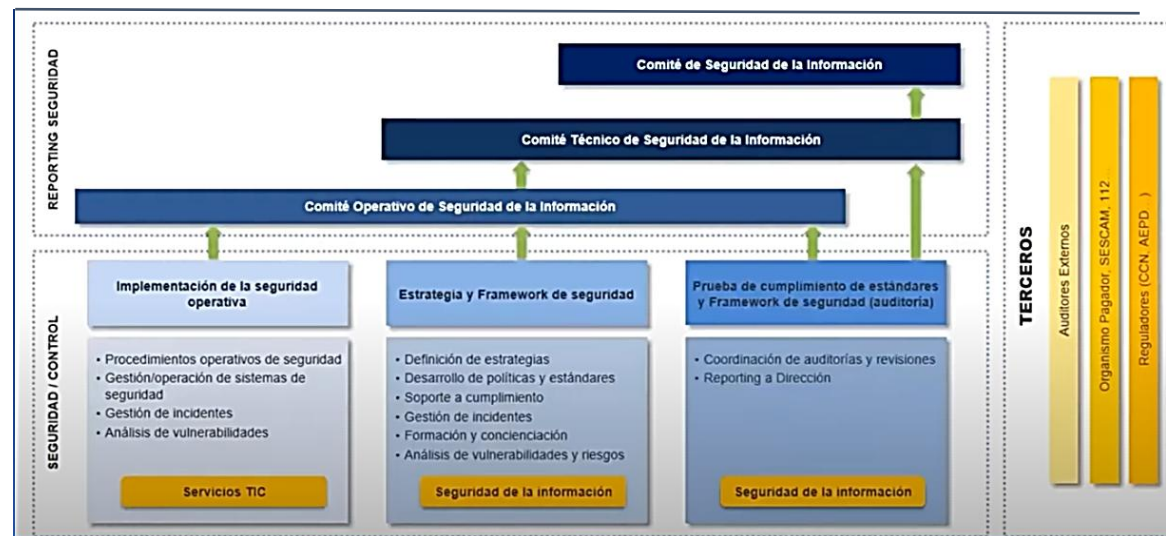 REPORTING SEGURIDAD
Comité de Seguridad de la Información
Comité Técnico de Seguridad de la Información
Comité Operativo de Seguridad de la Información
SEGURIDAD / CONTROL
Implementación de la seguridad
operativa
• Procedimientos operativos de seguridad
• Gestión/operación de sistemas de
seguridad
• Gestión de incidentes
• Análisis de vulnerabilidades
Servicios TIC
Estrategia y Framework de seguridad
• Definición de estrategias
• Desarrollo de políticas y estándares
• Soporte a cumplimiento
• Gestión de incidentes
• Formación y concienciación
• Análisis de vulnerabilidades y riesgos
Seguridad de la información
Prueba de cumplimiento de estándares
y Framework de seguridad (auditoría)
• Coordinación de auditorías y revisiones
• Reporting a Dirección
Seguridad de la información
TERCEROS
Auditores Externos
Organismo Pagador, SESCAM, 112 ...
Reguladores (CCN, AEPD...)